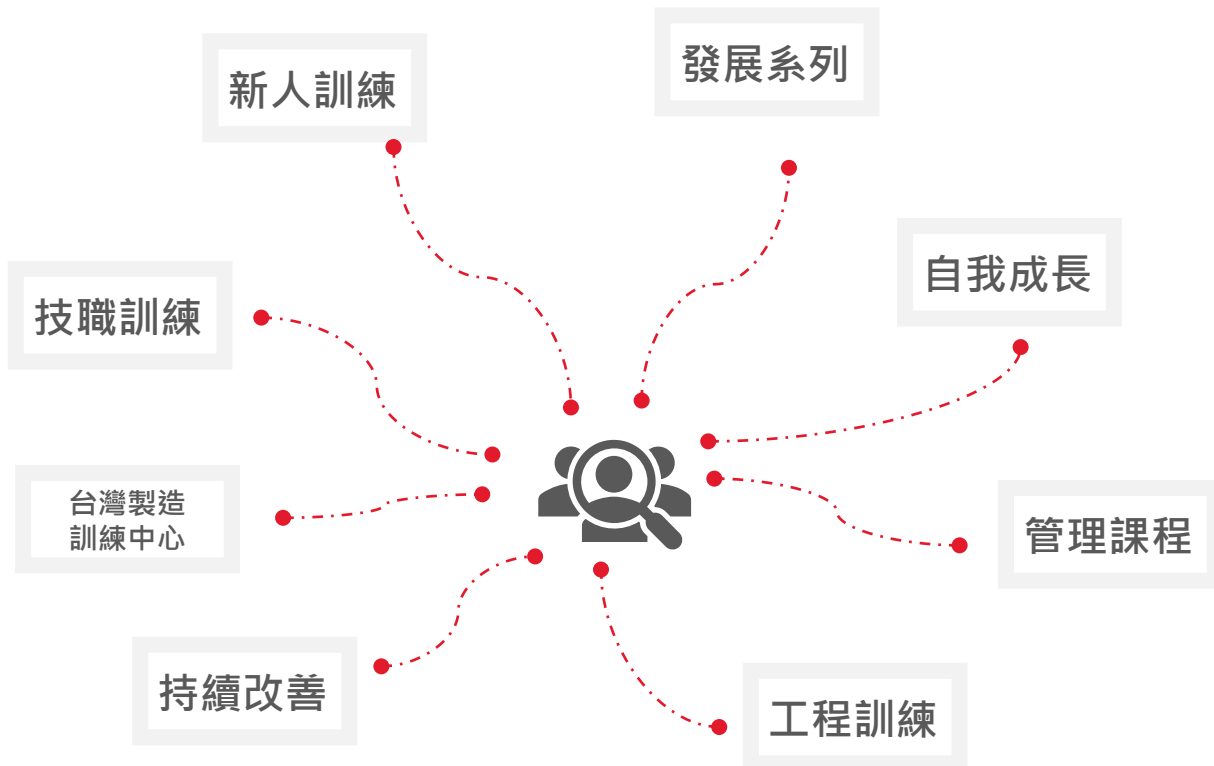 發展系列
新人訓練
自我成長
技職訓練
台灣製造
訓練中心
管理課程
持續改善
工程訓練